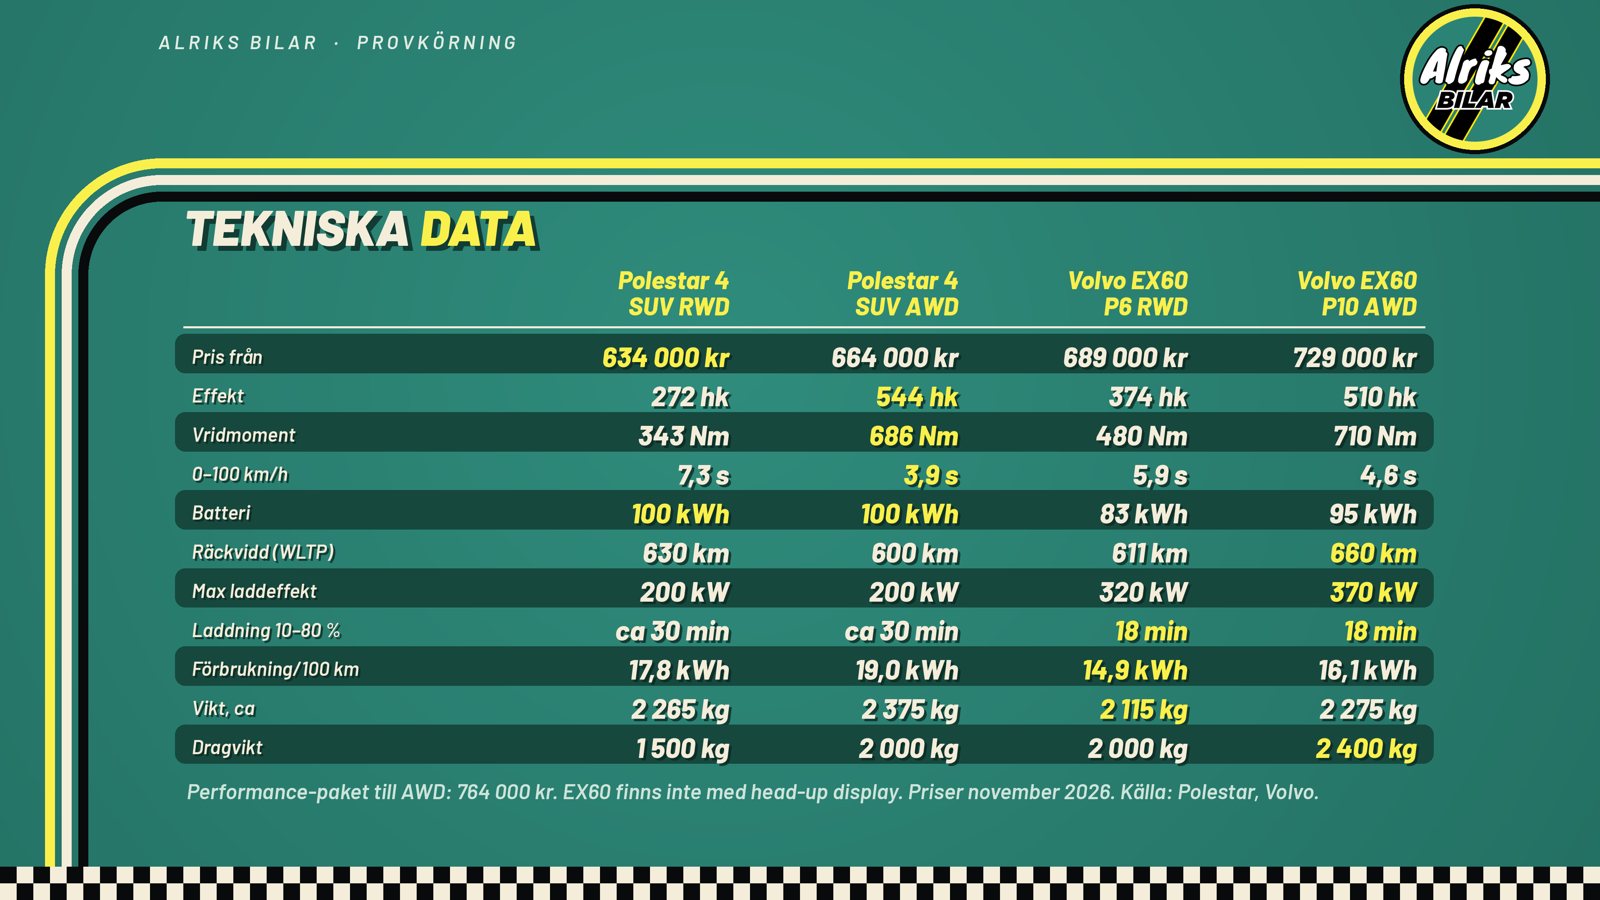 ALRIKS BILAR · PROVKÖRNING
Alriks
BILAR
TEKNISKA DATA
Polestar 4 Polestar 4 Volvo EX60 Volvo EX60
SUV RWD SUV AWD P6 RWD P10 AWD
Pris från 634 000 kr 664 000 kr 689 000 kr 729 000 kr
Effekt 272 hk 544 hk 374 hk 510 hk
Vridmoment 343 Nm 686 Nm 480 Nm 710 Nm
0–100 km/h 7,3 s 3,9 s 5,9 s 4,6 s
Batteri 100 kWh 100 kWh 83 kWh 95 kWh
Räckvidd (WLTP) 630 km 600 km 611 km 660 km
Max laddeffekt 200 kW 200 kW 320 kW 370 kW
Laddning 10–80 % ca 30 min ca 30 min 18 min 18 min
Förbrukning/100 km 17,8 kWh 19,0 kWh 14,9 kWh 16,1 kWh
Vikt, ca 2 265 kg 2 375 kg 2 115 kg 2 275 kg
Dragvikt 1 500 kg 2 000 kg 2 000 kg 2 400 kg
Performance-paket till AWD: 764 000 kr. EX60 finns inte med head-up display. Priser november 2026. Källa: Polestar, Volvo.